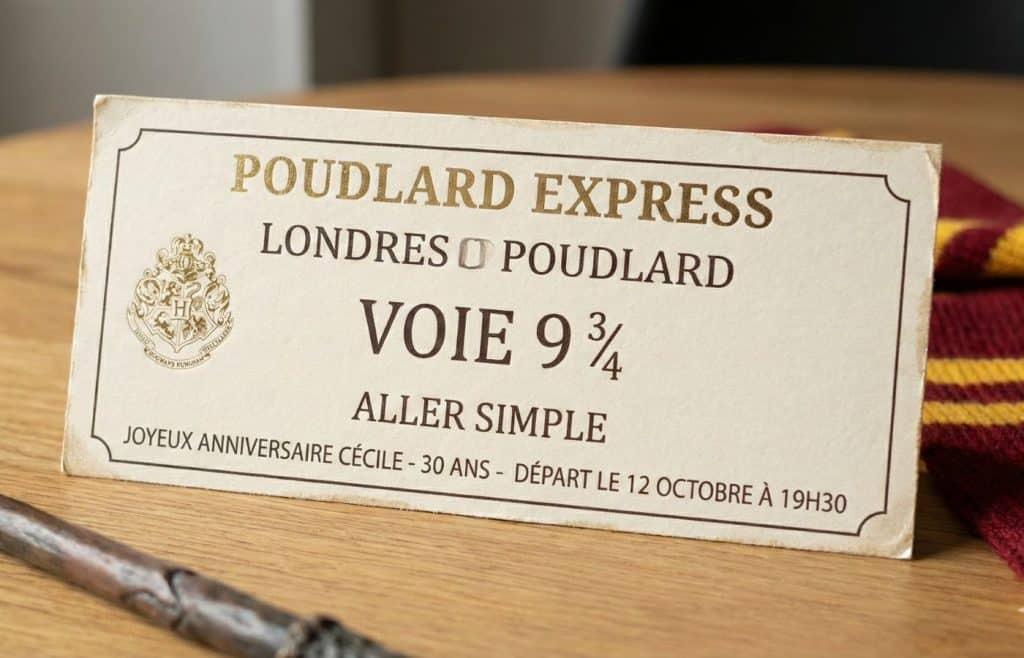 POUDLARD EXPRESS
LONDRES POUDLARD
VOIE 9 ¾
ALLER SIMPLE
JOYEUX ANNIVERSAIRE CÉCILE - 30 ANS - DÉPART LE 12 OCTOBRE À 19H30
H